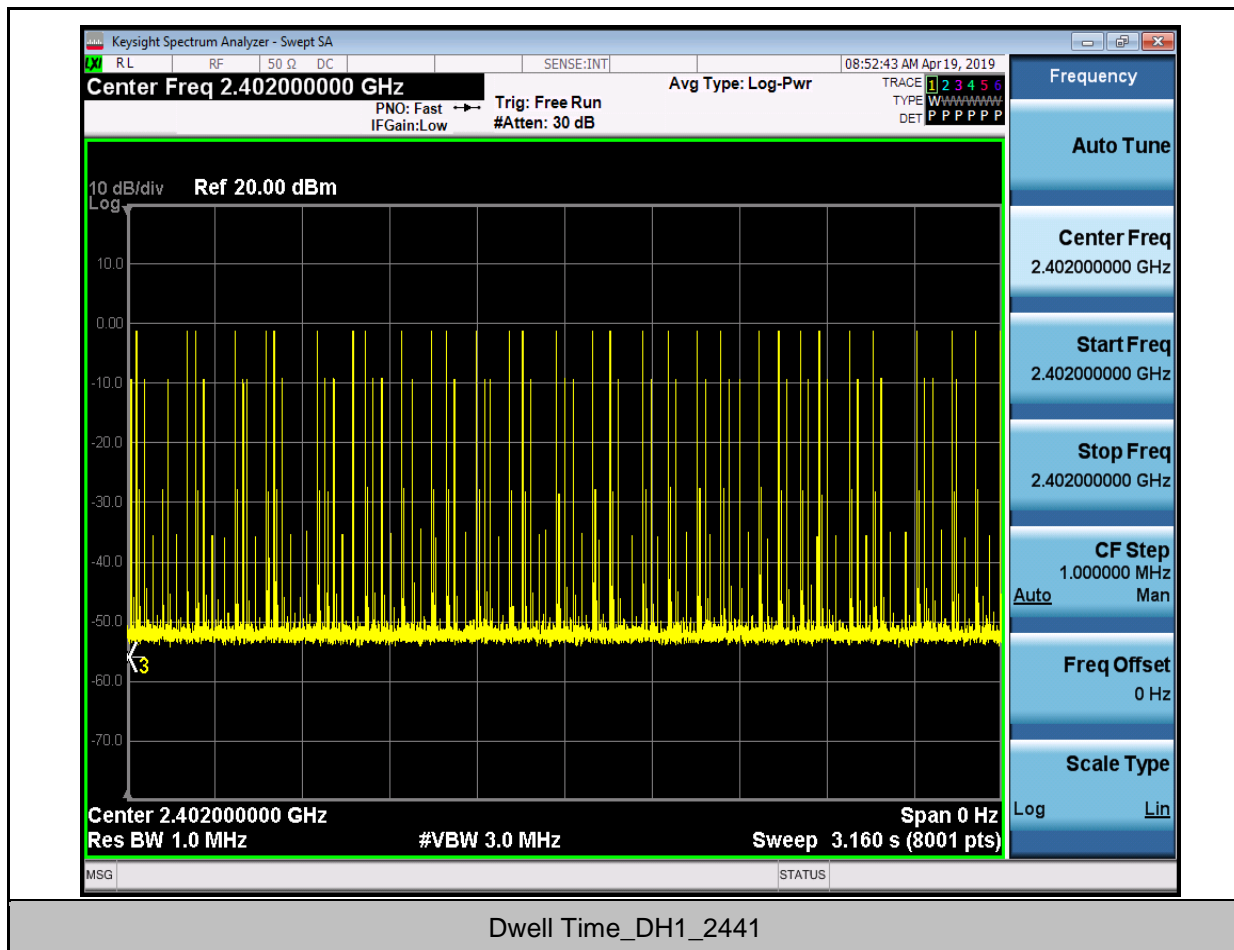 Keysight Spectrum Analyzer - Swept SA
LXI RL RF 50 Ω DC SENSE:INT 08:52:43 AM Apr 19, 2019
Center Freq 2.402000000 GHz
PNO: Fast
IFGain:Low
Trig: Free Run
#Atten: 30 dB
Avg Type: Log-Pwr
TRACE 1 2 3 4 5 6
TYPE WWWWWW
DET P P P P P P
10 dB/div Ref 20.00 dBm
Log
10.0
0.00
-10.0
-20.0
-30.0
-40.0
-50.0
-60.0
-70.0
3
Center 2.402000000 GHz Span 0 Hz
Res BW 1.0 MHz #VBW 3.0 MHz Sweep 3.160 s (8001 pts)
MSG STATUS
Frequency
Auto Tune
Center Freq
2.402000000 GHz
Start Freq
2.402000000 GHz
Stop Freq
2.402000000 GHz
CF Step
1.000000 MHz
Auto Man
Freq Offset
0 Hz
Scale Type
Log Lin
Dwell Time_DH1_2441